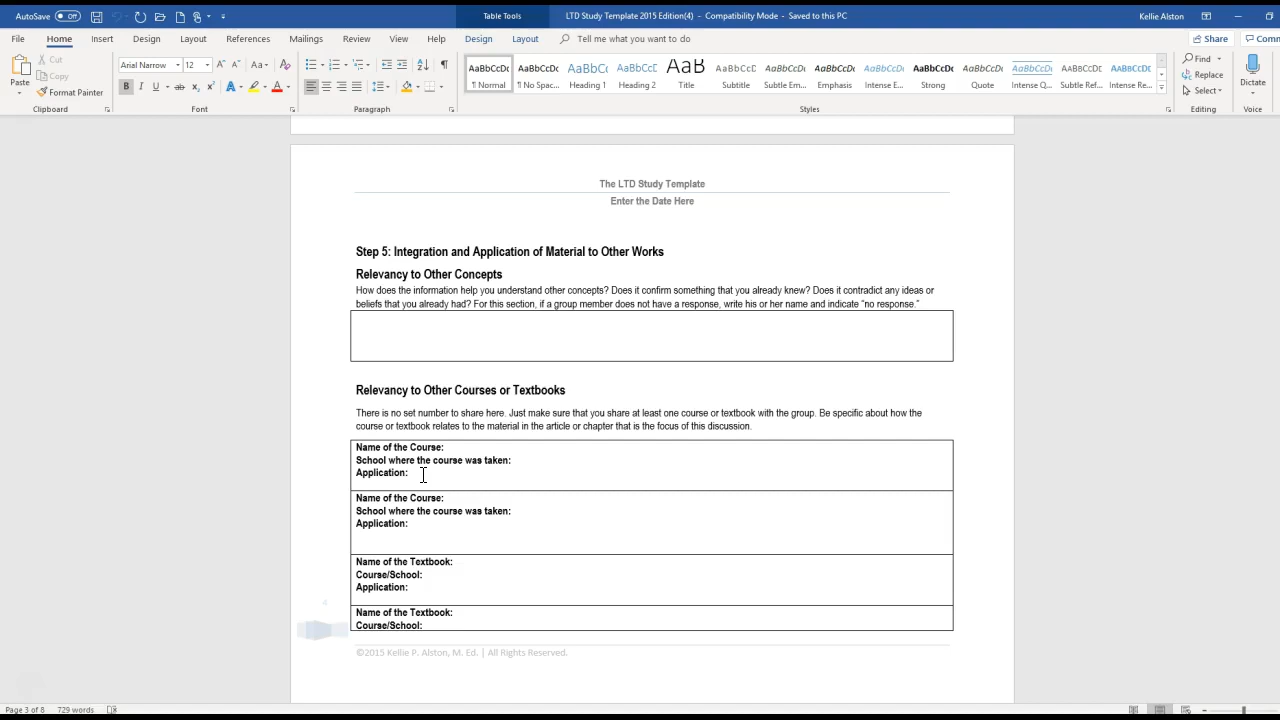 AutoSave Off
Table Tools
LTD Study Template 2015 Edition(4) - Compatibility Mode - Saved to this PC
Kellie Alston
File Home Insert Design Layout References Mailings Review View Help Design Layout Tell me what you want to do Share Comm
Paste
Cut
Copy
Format Painter
Clipboard
Arial Narrow 12
Font
Paragraph
AaBbCcDc AaBbCcDc AaBbCc AaBbCcE AaB AaBbCcD AaBbCcDc AaBbCcDc AaBbCcDc AaBbCcDc AaBbCcDc AaBbCcDc AABBCCDD AABBCCDE
¶ Normal ¶ No Spac... Heading 1 Heading 2 Title Subtitle Subtle Em... Emphasis Intense E... Strong Quote Intense Q... Subtle Ref... Intense Re...
Styles
Find
Replace
Select
Editing
Dictate
Voice
The LTD Study Template
Enter the Date Here
Step 5: Integration and Application of Material to Other Works
Relevancy to Other Concepts
How does the information help you understand other concepts? Does it confirm something that you already knew? Does it contradict any ideas or
beliefs that you already had? For this section, if a group member does not have a response, write his or her name and indicate “no response.”
Relevancy to Other Courses or Textbooks
There is no set number to share here. Just make sure that you share at least one course or textbook with the group. Be specific about how the
course or textbook relates to the material in the article or chapter that is the focus of this discussion.
Name of the Course:
School where the course was taken:
Application:
Name of the Course:
School where the course was taken:
Application:
Name of the Textbook:
Course/School:
Application:
4
Name of the Textbook:
Course/School:
©2015 Kellie P. Alston, M. Ed. | All Rights Reserved.
Page 3 of 8 729 words